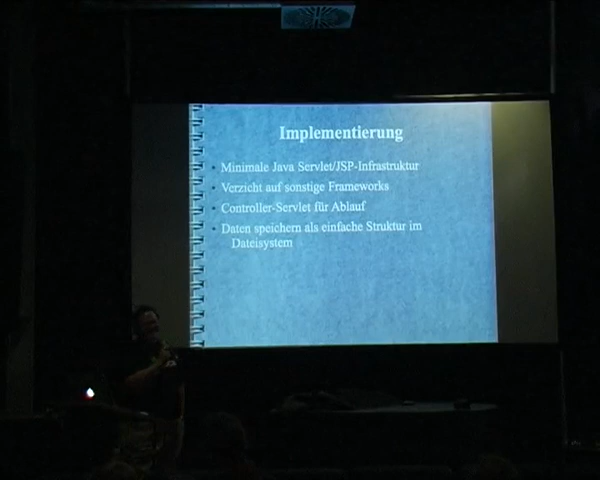 Implementierung
• Minimale Java Servlet/JSP-Infrastruktur
• Verzicht auf sonstige Frameworks
• Controller-Servlet für Ablauf
• Daten speichern als einfache Struktur im
Dateisystem